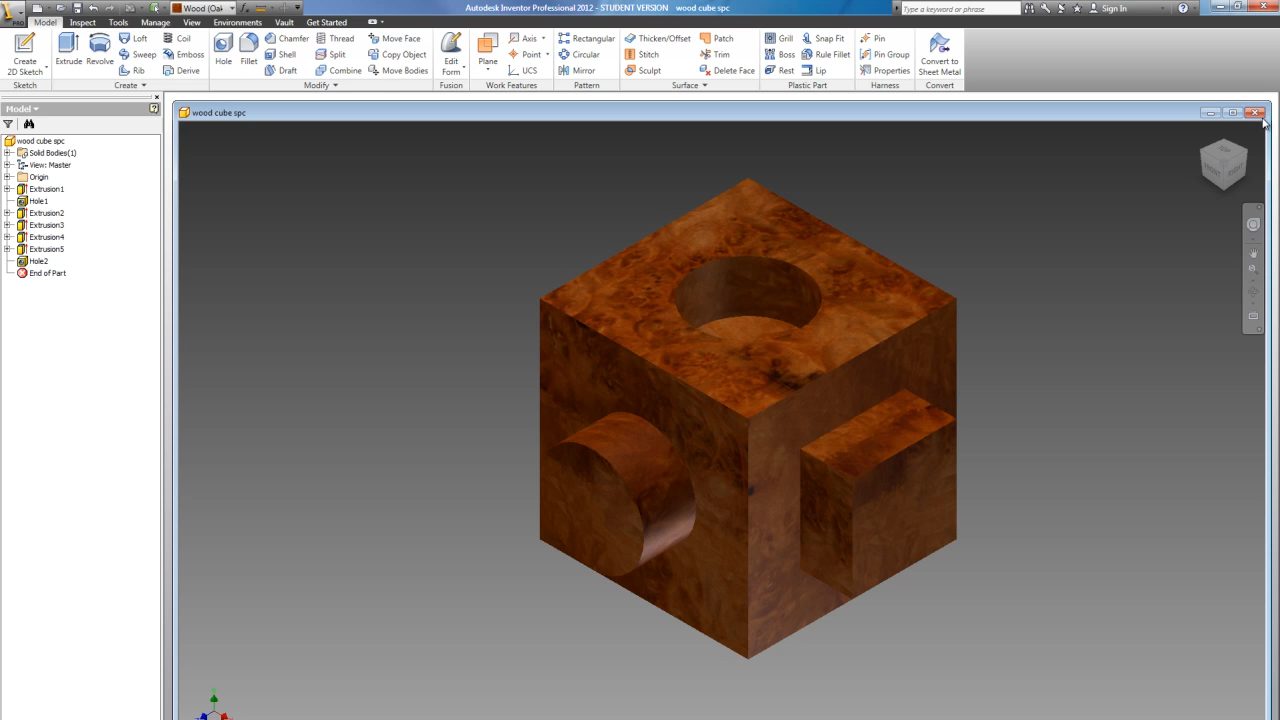 PRO
Wood (Oak
Autodesk Inventor Professional 2012 - STUDENT VERSION wood cube spc
Type a keyword or phrase
Sign In
Model Inspect Tools Manage View Environments Vault Get Started
Create
2D Sketch
Sketch
Extrude Revolve
Loft
Sweep
Rib
Coil
Emboss
Derive
Create
Hole Fillet
Chamfer
Shell
Draft
Thread
Split
Combine
Move Face
Copy Object
Move Bodies
Modify
Edit
Form
Fusion
Plane
Axis
Point
UCS
Work Features
Rectangular
Circular
Mirror
Pattern
Thicken/Offset
Stitch
Sculpt
Patch
Trim
Delete Face
Surface
Grill
Boss
Rest
Snap Fit
Rule Fillet
Lip
Plastic Part
Pin
Pin Group
Properties
Harness
Convert to
Sheet Metal
Convert
Model
wood cube spc
Solid Bodies(1)
View: Master
Origin
Extrusion1
Hole1
Extrusion2
Extrusion3
Extrusion4
Extrusion5
Hole2
End of Part
wood cube spc
TOP
FRONT
RIGHT
Y